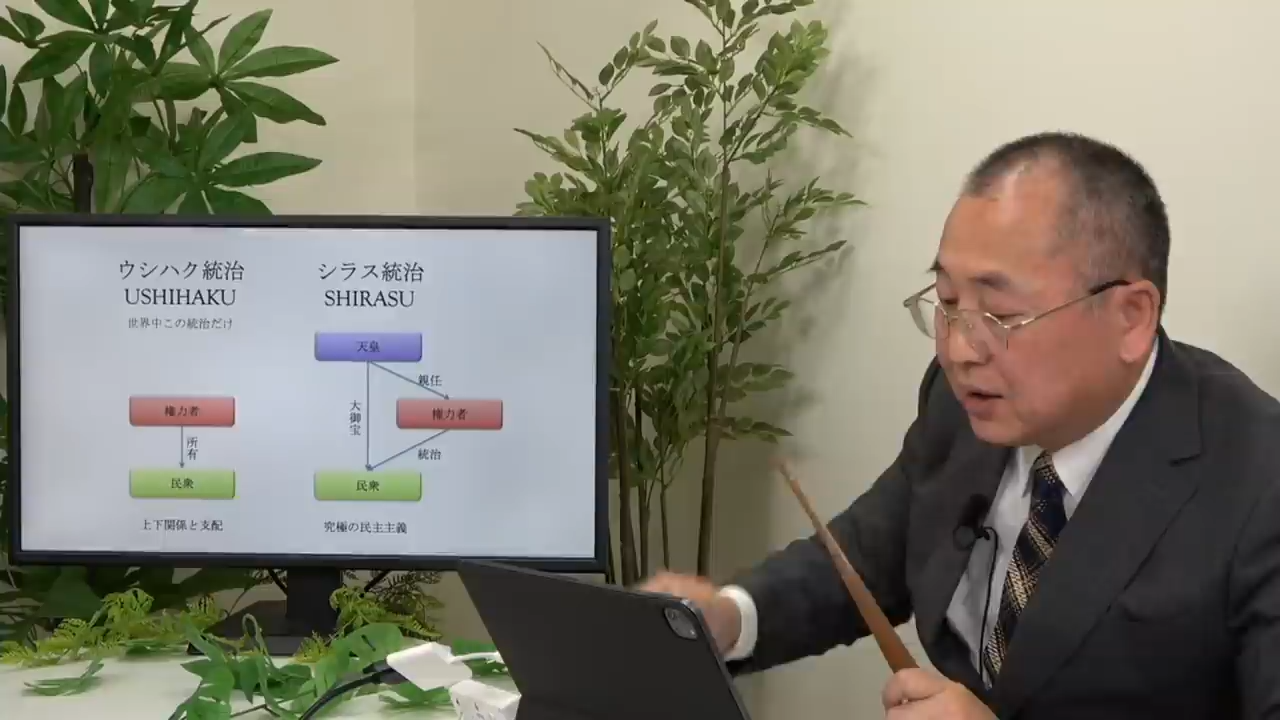 ウシハク統治
USHIHAKU
世界中この統治だけ
権力者
所有
民衆
上下関係と支配
シラス統治
SHIRASU
天皇
親任
大御宝
権力者
統治
民衆
究極の民主主義